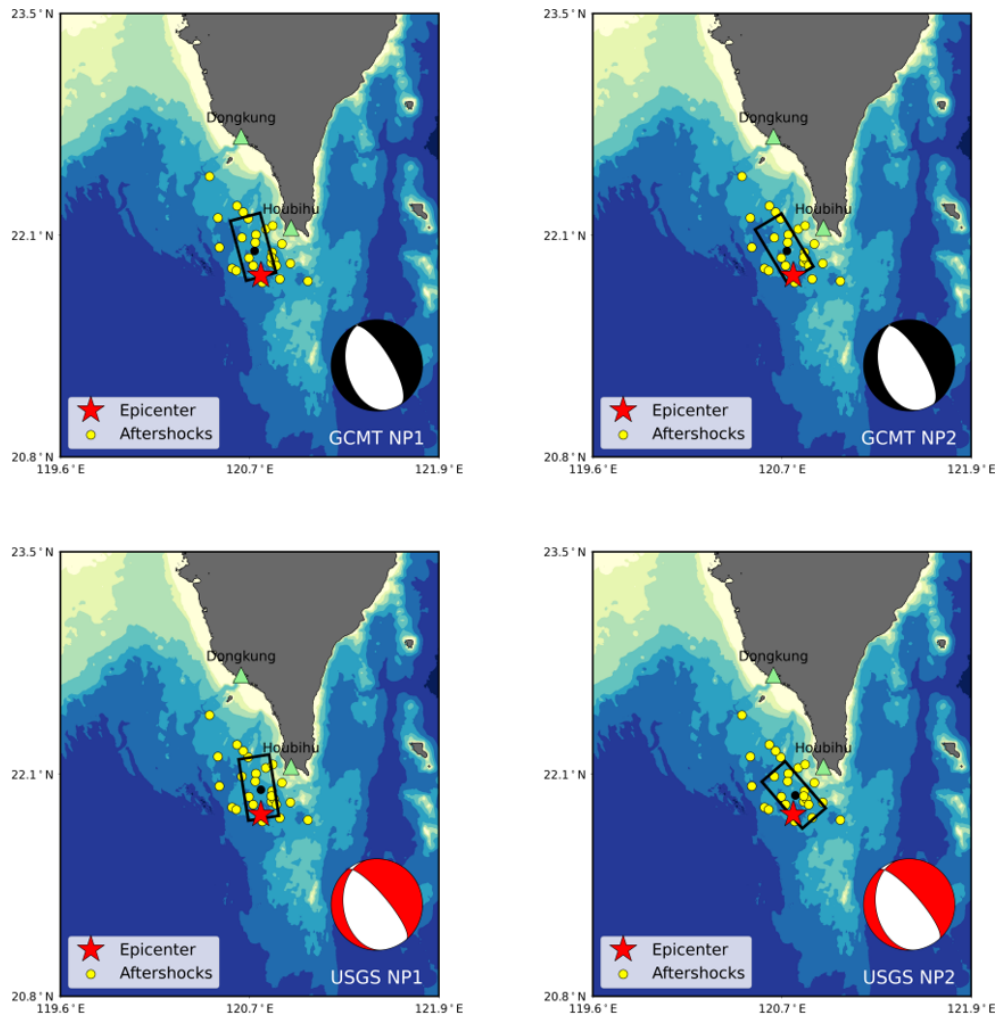 23.5°N
23.5°N
Dongkung
Dongkung
Houbihu
Houbihu
22.1°N
22.1°N
Epicenter
Aftershocks
GCMT NP1
Epicenter
Aftershocks
GCMT NP2
20.8°N
20.8°N
119.6°E
120.7°E
121.9°E
119.6°E
120.7°E
121.9°E
23.5°N
23.5°N
Dongkung
Dongkung
Houbihu
Houbihu
22.1°N
22.1°N
Epicenter
Aftershocks
USGS NP1
Epicenter
Aftershocks
USGS NP2
20.8°N
20.8°N
119.6°E
120.7°E
121.9°E
119.6°E
120.7°E
121.9°E